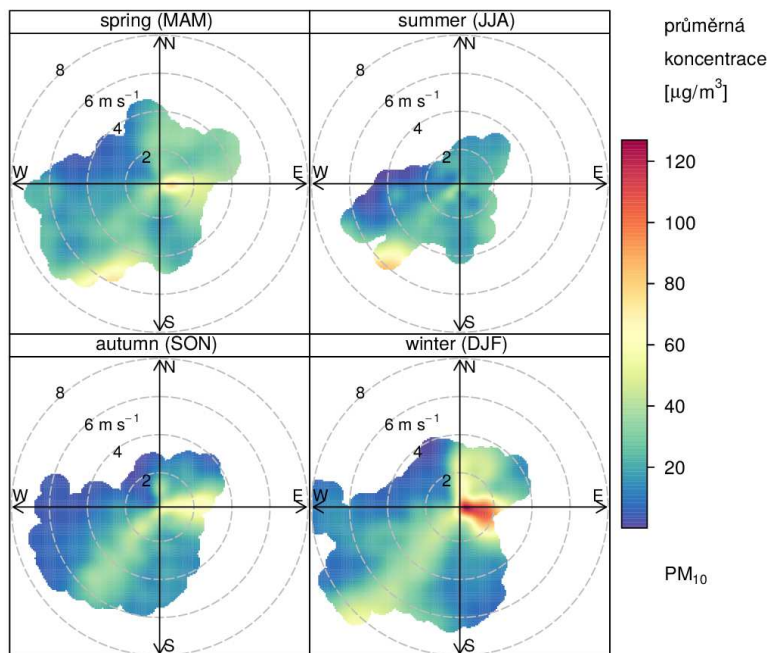 spring (MAM)
N
8
6 m s⁻¹
4
2
W
E
S
summer (JJA)
N
8
6 m s⁻¹
4
2
W
E
S
autumn (SON)
N
8
6 m s⁻¹
4
2
W
E
S
winter (DJF)
N
8
6 m s⁻¹
4
2
W
E
S
průměrná
koncentrace
[μg/m³]
120
100
80
60
40
20
PM₁₀